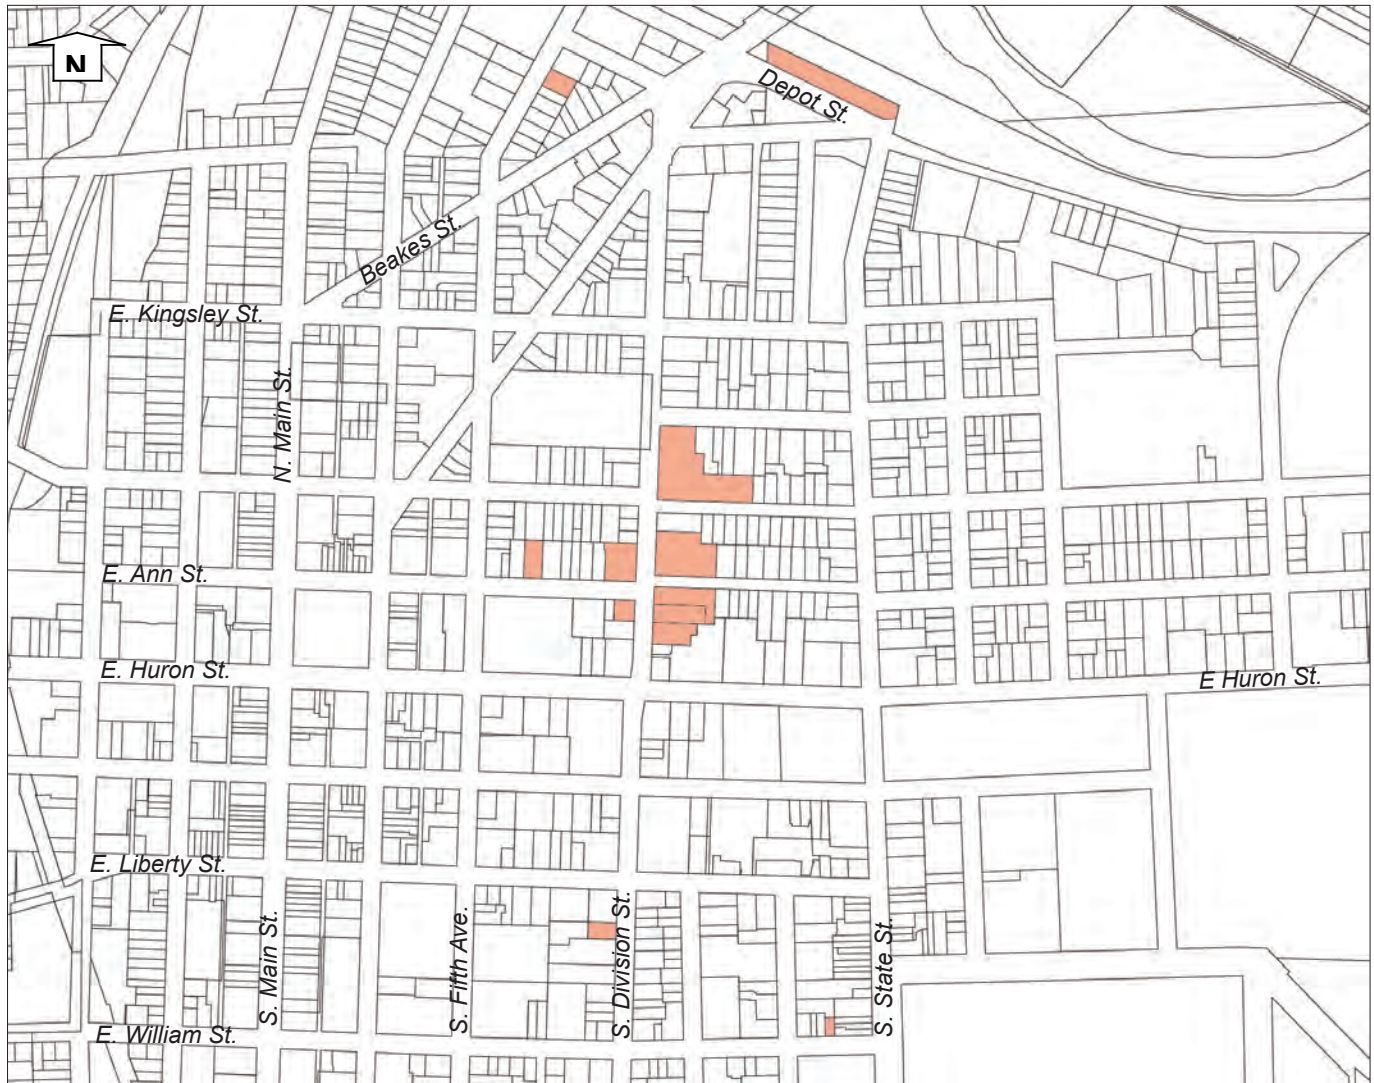 N
Depot St.
Beakes St.
E. Kingsley St.
N. Main St.
E. Ann St.
E. Huron St.
E Huron St.
E. Liberty St.
S. Main St.
S. Fifth Ave.
S. Division St.
S. State St.
E. William St.